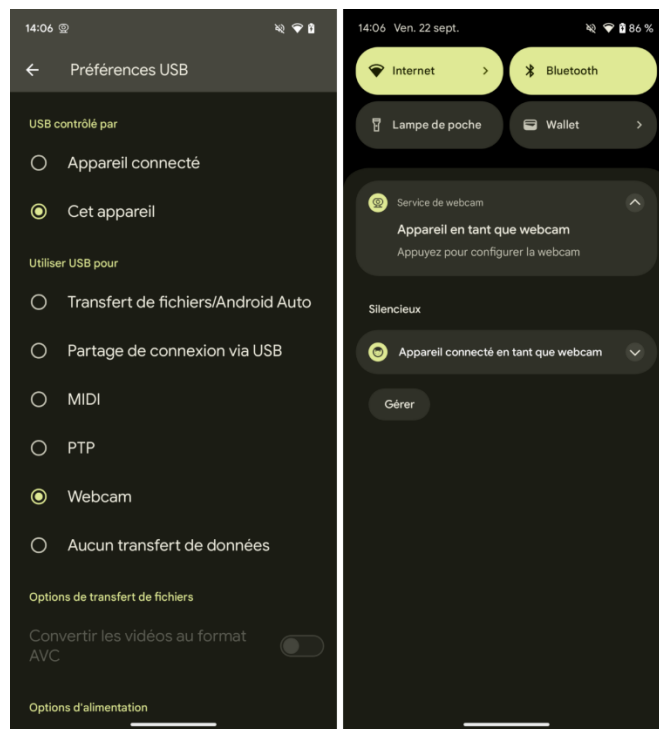 14:06
Préférences USB
USB contrôlé par
Appareil connecté
Cet appareil
Utiliser USB pour
Transfert de fichiers/Android Auto
Partage de connexion via USB
MIDI
PTP
Webcam
Aucun transfert de données
Options de transfert de fichiers
Convertir les vidéos au format
AVC
Options d'alimentation
14:06 Ven. 22 sept. 86 %
Internet
Bluetooth
Lampe de poche
Wallet
Service de webcam
Appareil en tant que webcam
Appuyez pour configurer la webcam
Silencieux
Appareil connecté en tant que webcam
Gérer